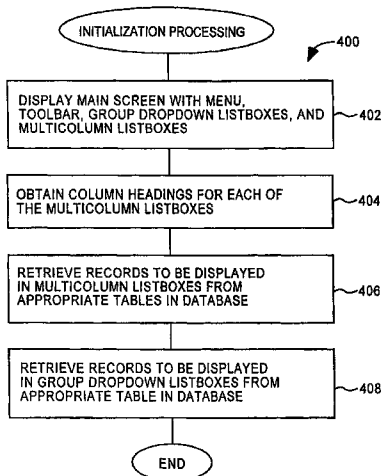 INITIALIZATION PROCESSING
400
DISPLAY MAIN SCREEN WITH MENU,
TOOLBAR, GROUP DROPDOWN LISTBOXES, AND
MULTICOLUMN LISTBOXES
402
OBTAIN COLUMN HEADINGS FOR EACH OF
THE MULTICOLUMN LISTBOXES
404
RETRIEVE RECORDS TO BE DISPLAYED
IN MULTICOLUMN LISTBOXES FROM
APPROPRIATE TABLES IN DATABASE
406
RETRIEVE RECORDS TO BE DISPLAYED
IN GROUP DROPDOWN LISTBOXES FROM
APPROPRIATE TABLE IN DATABASE
408
END